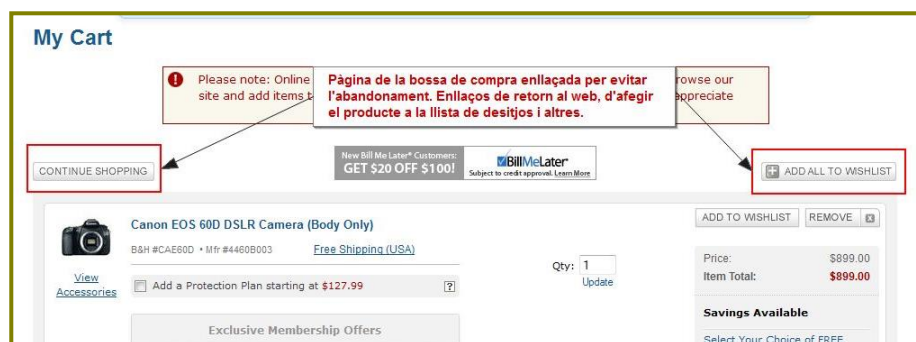 My Cart
Please note: Online
rowse our
site and add items t
appreciate
Pàgina de la bossa de compra enllaçada per evitar
l'abandonament. Enllaços de retorn al web, d'afegir
el producte a la llista de desitjos i altres.
CONTINUE SHOPPING
New Bill Me Later® Customers:
GET $20 OFF $100!
BillMeLater®
Subject to credit approval. Learn More
ADD ALL TO WISHLIST
Canon EOS 60D DSLR Camera (Body Only)
B&H #CAE60D • Mfr #4460B003 Free Shipping (USA)
View
Accessories
Add a Protection Plan starting at $127.99 ?
Exclusive Membership Offers
Qty: 1
Update
ADD TO WISHLIST REMOVE x
Price: $899.00
Item Total: $899.00
Savings Available
Select Your Choice of FREE